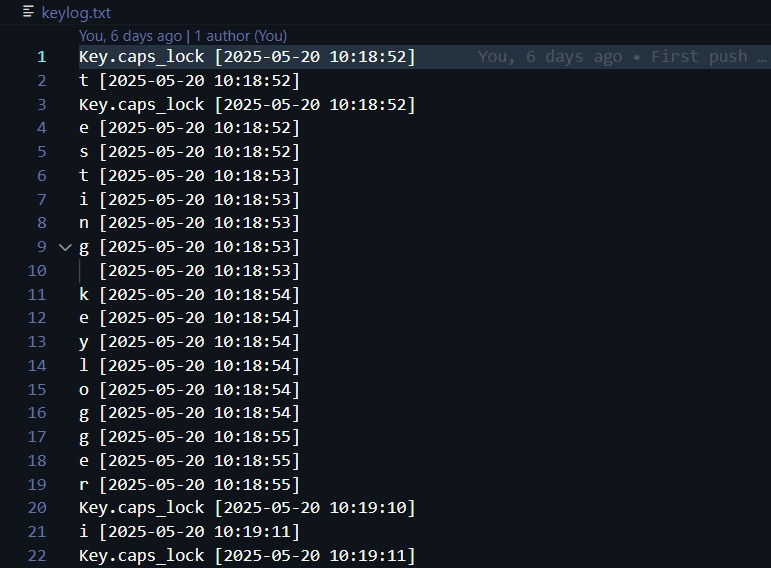 keylog.txt
You, 6 days ago | 1 author (You)
1 Key.caps_lock [2025-05-20 10:18:52] You, 6 days ago • First push …
2 t [2025-05-20 10:18:52]
3 Key.caps_lock [2025-05-20 10:18:52]
4 e [2025-05-20 10:18:52]
5 s [2025-05-20 10:18:52]
6 t [2025-05-20 10:18:53]
7 i [2025-05-20 10:18:53]
8 n [2025-05-20 10:18:53]
9 g [2025-05-20 10:18:53]
10 [2025-05-20 10:18:53]
11 k [2025-05-20 10:18:54]
12 e [2025-05-20 10:18:54]
13 y [2025-05-20 10:18:54]
14 l [2025-05-20 10:18:54]
15 o [2025-05-20 10:18:54]
16 g [2025-05-20 10:18:54]
17 g [2025-05-20 10:18:55]
18 e [2025-05-20 10:18:55]
19 r [2025-05-20 10:18:55]
20 Key.caps_lock [2025-05-20 10:19:10]
21 i [2025-05-20 10:19:11]
22 Key.caps_lock [2025-05-20 10:19:11]